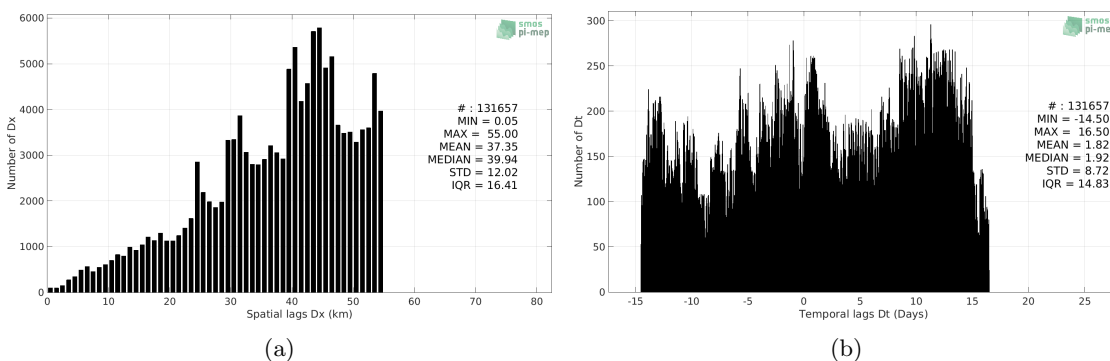 6000
5000
4000
3000
2000
1000
0
Number of Dx
0 10 20 30 40 50 60 70 80
Spatial lags Dx (km)
smos
pi-mep
# : 131657
MIN = 0.05
MAX = 55.00
MEAN = 37.35
MEDIAN = 39.94
STD = 12.02
IQR = 16.41
(a)
300
250
200
150
100
50
0
Number of Dt
-15 -10 -5 0 5 10 15 20 25
Temporal lags Dt (Days)
smos
pi-mep
# : 131657
MIN = -14.50
MAX = 16.50
MEAN = 1.82
MEDIAN = 1.92
STD = 8.72
IQR = 14.83
(b)